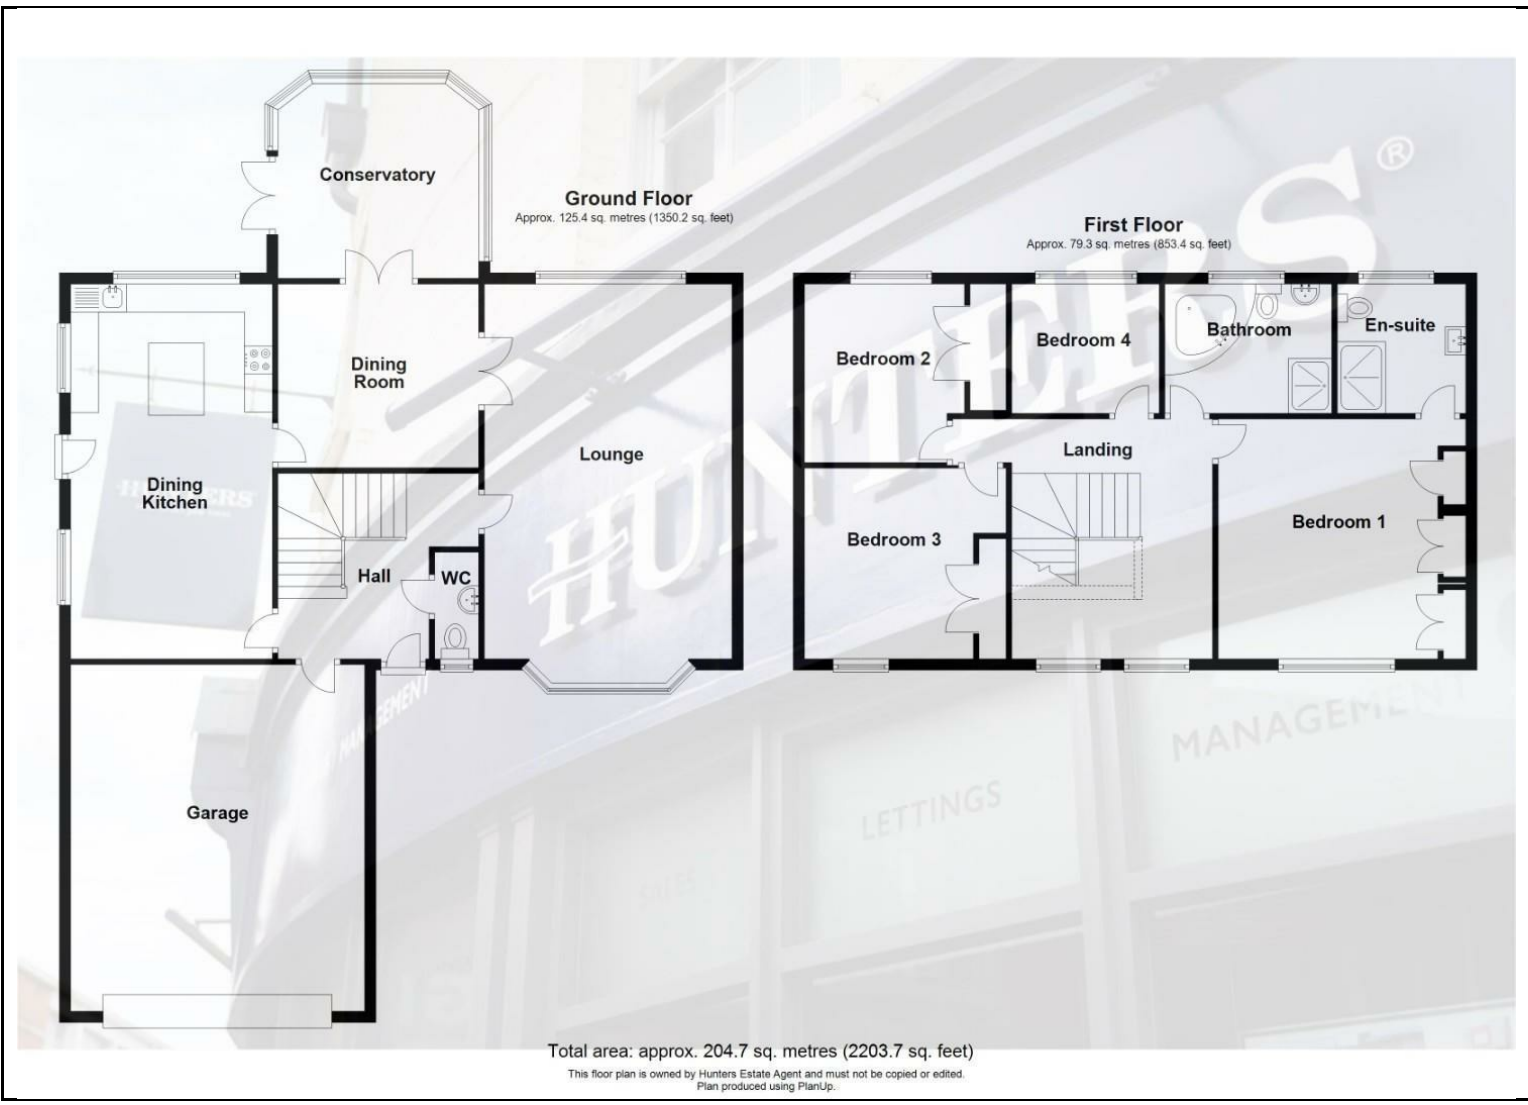 Conservatory
Ground Floor
Approx. 125.4 sq. metres (1350.2 sq. feet)
Dining
Room
Lounge
Dining
Kitchen
Hall
WC
Garage
First Floor
Approx. 79.3 sq. metres (853.4 sq. feet)
Bedroom 2
Bedroom 4
Bathroom
En-suite
Landing
Bedroom 3
Bedroom 1
HUNTERS®
HUNTERS
MANAGEMENT
MANAGEMENT
LETTINGS
SALES
Total area: approx. 204.7 sq. metres (2203.7 sq. feet)
This floor plan is owned by Hunters Estate Agent and must not be copied or edited.
Plan produced using PlanUp.